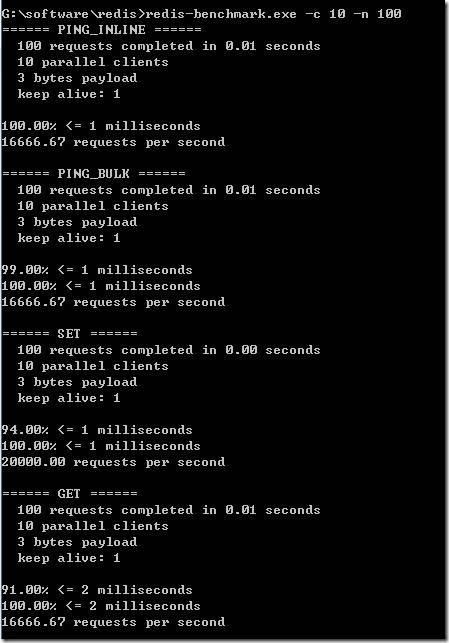 G:\software\redis>redis-benchmark.exe -c 10 -n 100
====== PING_INLINE ======
  100 requests completed in 0.01 seconds
  10 parallel clients
  3 bytes payload
  keep alive: 1

100.00% <= 1 milliseconds
16666.67 requests per second

====== PING_BULK ======
  100 requests completed in 0.01 seconds
  10 parallel clients
  3 bytes payload
  keep alive: 1

99.00% <= 1 milliseconds
100.00% <= 1 milliseconds
16666.67 requests per second

====== SET ======
  100 requests completed in 0.00 seconds
  10 parallel clients
  3 bytes payload
  keep alive: 1

94.00% <= 1 milliseconds
100.00% <= 1 milliseconds
20000.00 requests per second

====== GET ======
  100 requests completed in 0.01 seconds
  10 parallel clients
  3 bytes payload
  keep alive: 1

91.00% <= 2 milliseconds
100.00% <= 2 milliseconds
16666.67 requests per second